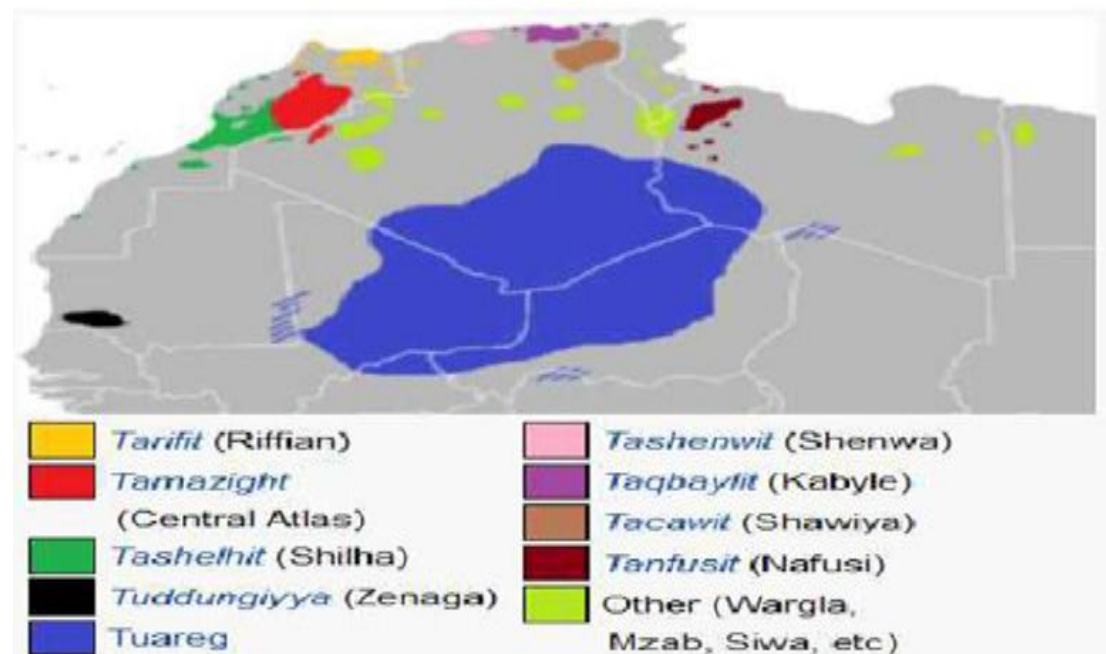 Tarifit (Riffian)
Tamazight
(Central Atlas)
Tashelhit (Shilha)
Tuddungiyya (Zenaga)
Tuareg
Tashenwit (Shenwa)
Taqbaylit (Kabyle)
Tacawit (Shawiya)
Tanfusit (Nafusi)
Other (Wargla,
Mzab, Siwa, etc)